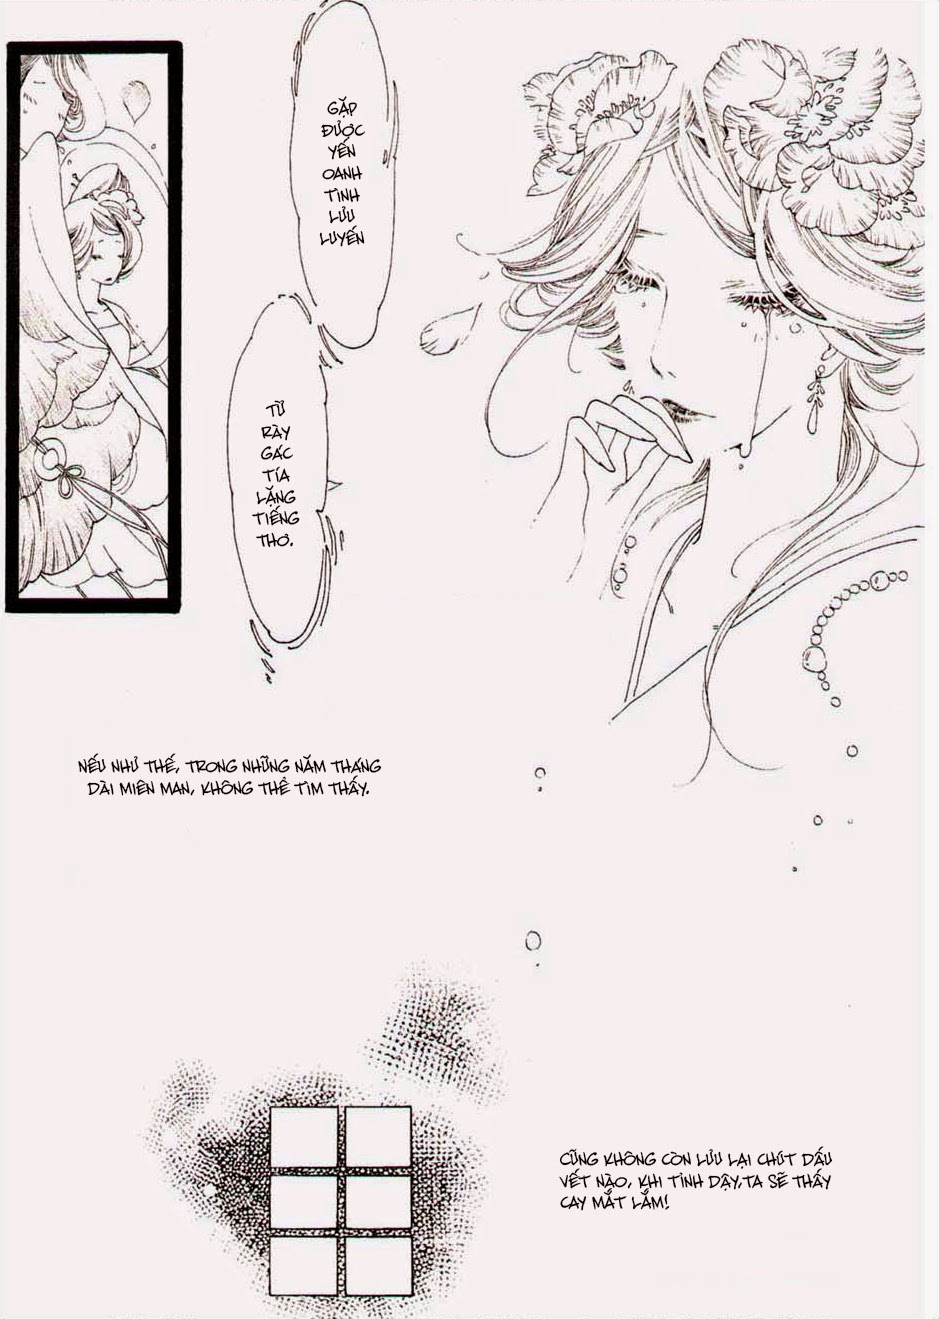 GẶP
ĐƯỢC
YẾN
OANH
TÌNH
LƯU
LUYẾN
TỪ
RÀY
GÁC
TÍA
LẶNG
TIẾNG
THƠ.
NẾU NHƯ THẾ, TRONG NHỮNG NĂM THÁNG
DÀI MIÊN MAN, KHÔNG THỂ TÌM THẤY.
CŨNG KHÔNG CÒN LƯU LẠI CHÚT DẤU
VẾT NÀO, KHI TỈNH DẬY,TA SẼ THẤY
CAY MẮT LẮM!